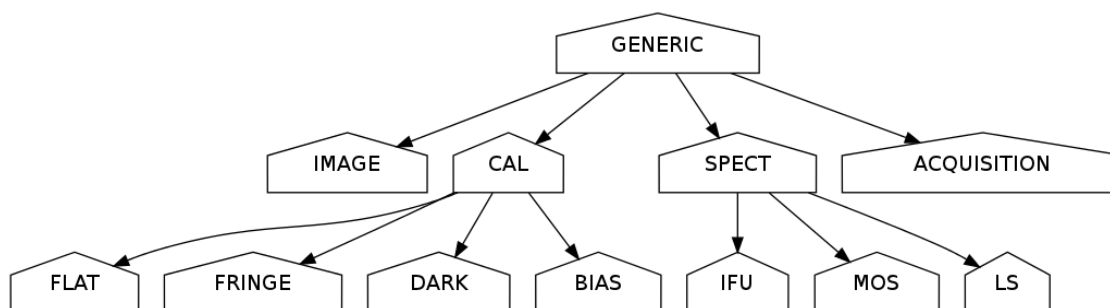 GENERIC
IMAGE
CAL
SPECT
ACQUISITION
FLAT
FRINGE
DARK
BIAS
IFU
MOS
LS